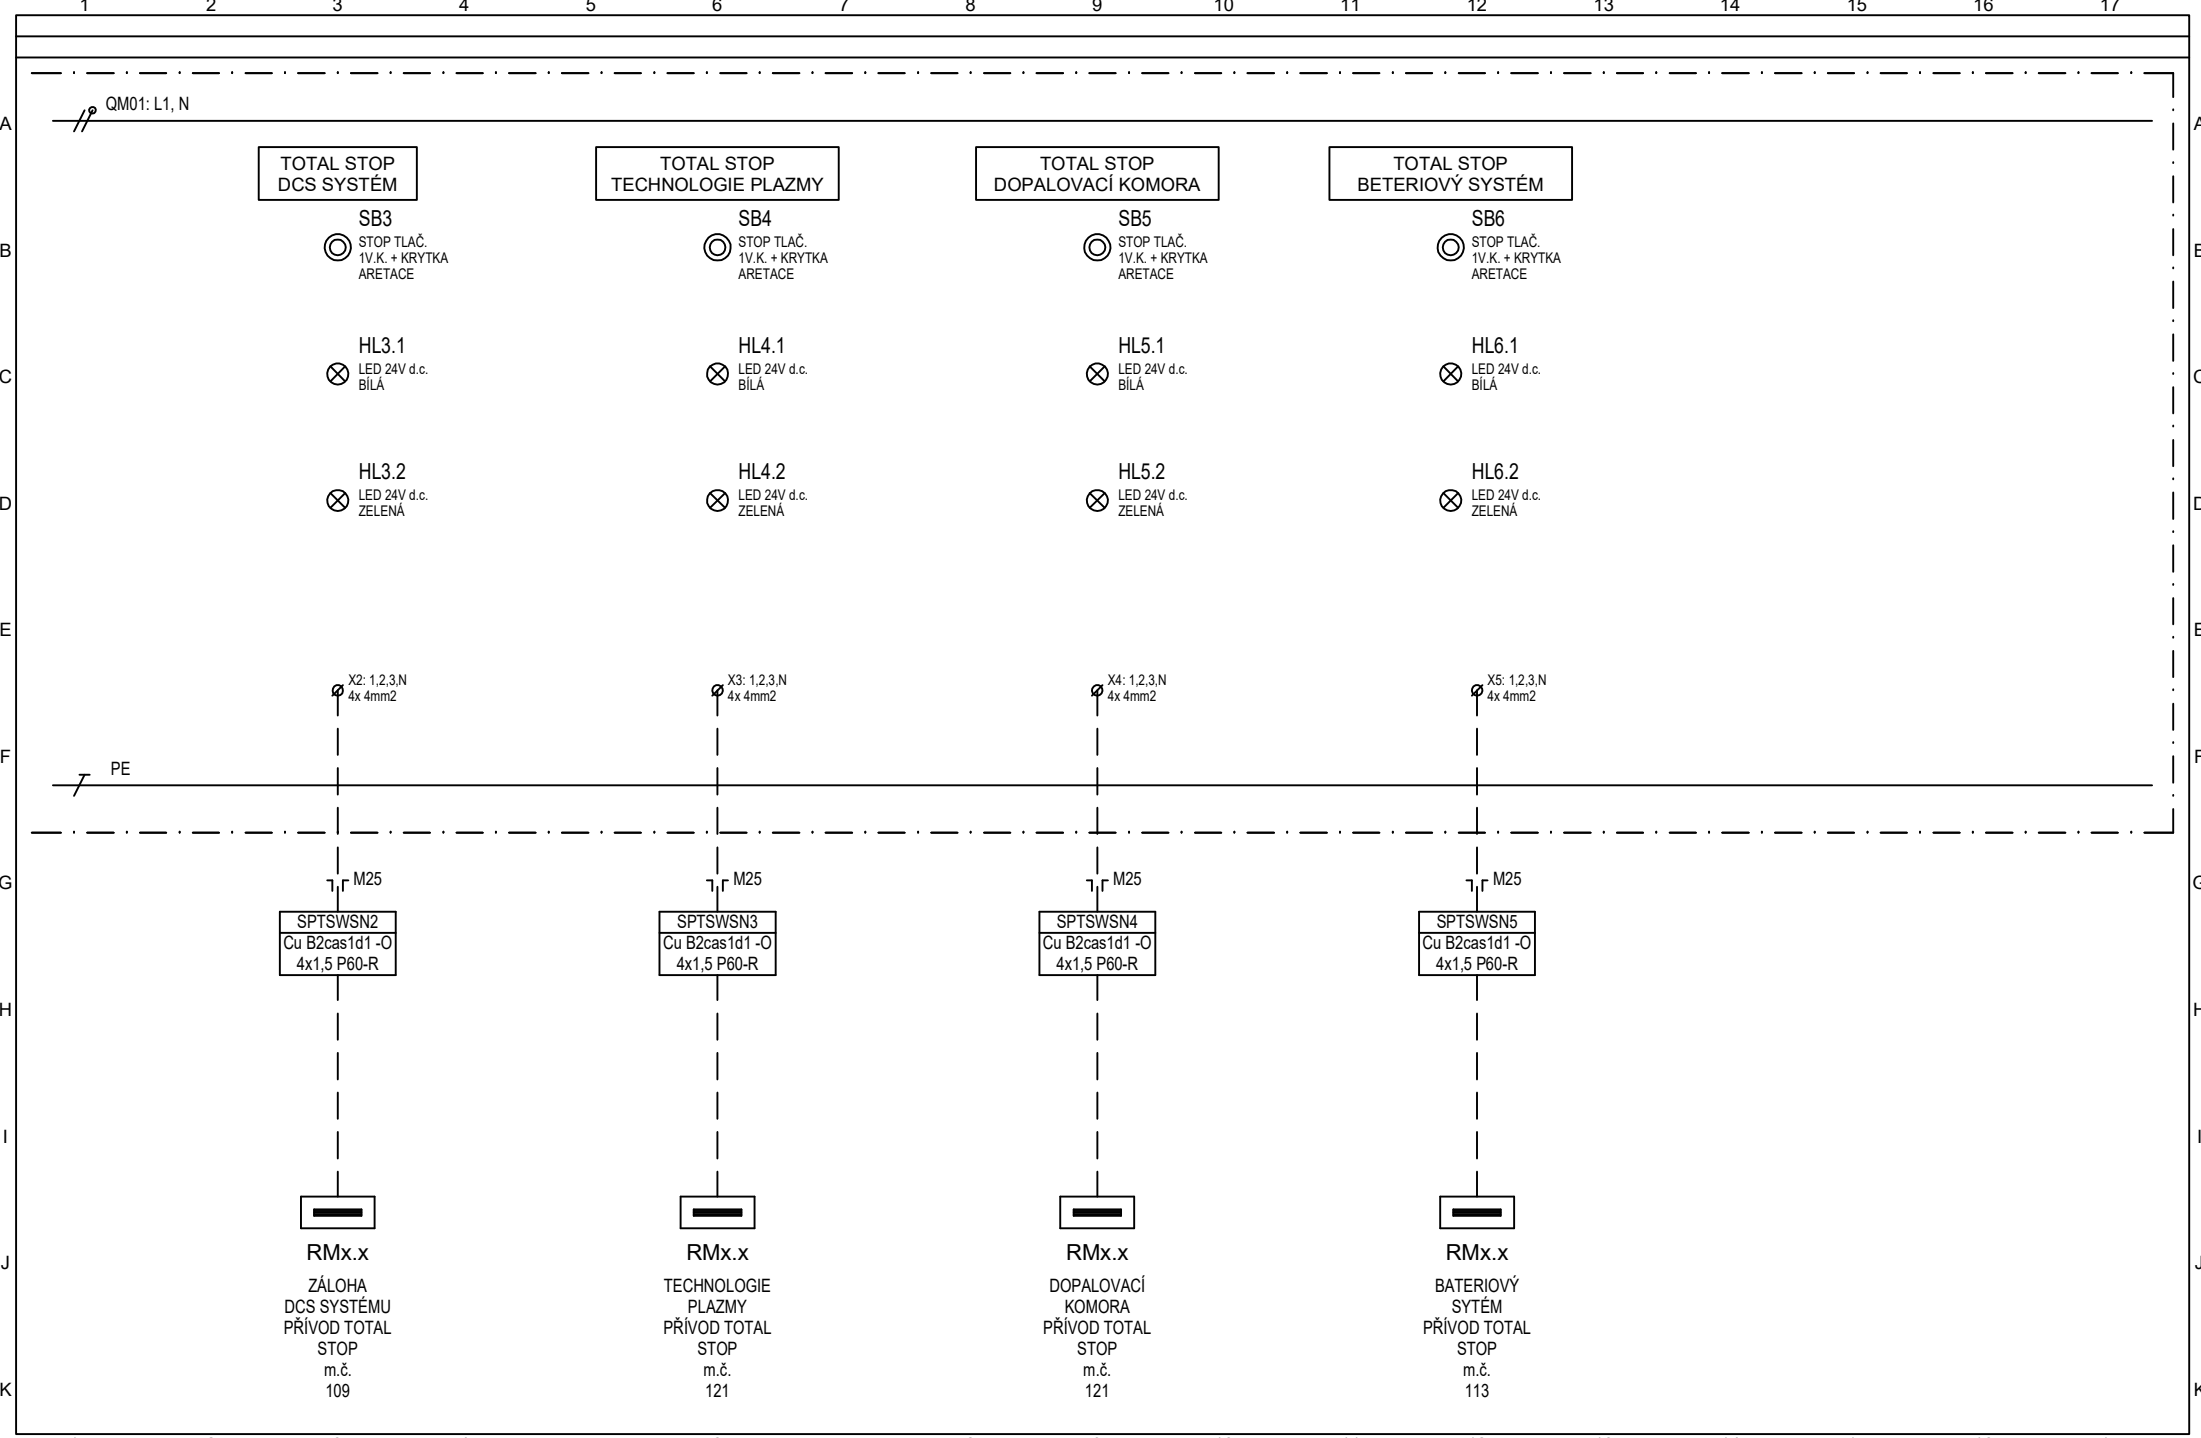 1 2 3 4 5 6 7 8 9 10 11 12 13 14 15 16 17
QM01: L1, N
A A
TOTAL STOP
DCS SYSTÉM
TOTAL STOP
TECHNOLOGIE PLAZMY
TOTAL STOP
DOPALOVACÍ KOMORA
TOTAL STOP
BETERIOVÝ SYSTÉM
B
SB3
STOP TLAČ.
1V.K. + KRYTKA
ARETACE
SB4
STOP TLAČ.
1V.K. + KRYTKA
ARETACE
SB5
STOP TLAČ.
1V.K. + KRYTKA
ARETACE
SB6
STOP TLAČ.
1V.K. + KRYTKA
ARETACE
C
HL3.1
LED 24V d.c.
BÍLÁ
HL4.1
LED 24V d.c.
BÍLÁ
HL5.1
LED 24V d.c.
BÍLÁ
HL6.1
LED 24V d.c.
BÍLÁ
D
HL3.2
LED 24V d.c.
ZELENÁ
HL4.2
LED 24V d.c.
ZELENÁ
HL5.2
LED 24V d.c.
ZELENÁ
HL6.2
LED 24V d.c.
ZELENÁ
E
X2: 1,2,3,N
4x 4mm2
X3: 1,2,3,N
4x 4mm2
X4: 1,2,3,N
4x 4mm2
X5: 1,2,3,N
4x 4mm2
F
PE
G
M25
M25
M25
M25
SPTSWSN2
Cu B2cas1d1 -O
4x1,5 P60-R
SPTSWSN3
Cu B2cas1d1 -O
4x1,5 P60-R
SPTSWSN4
Cu B2cas1d1 -O
4x1,5 P60-R
SPTSWSN5
Cu B2cas1d1 -O
4x1,5 P60-R
H
I
J
RMx.x
ZÁLOHA
DCS SYSTÉMU
PŘÍVOD TOTAL
STOP
m.č.
109
RMx.x
TECHNOLOGIE
PLAZMY
PŘÍVOD TOTAL
STOP
m.č.
121
RMx.x
DOPALOVACÍ
KOMORA
PŘÍVOD TOTAL
STOP
m.č.
121
RMx.x
BATERIOVÝ
SYTÉM
PŘÍVOD TOTAL
STOP
m.č.
113
K